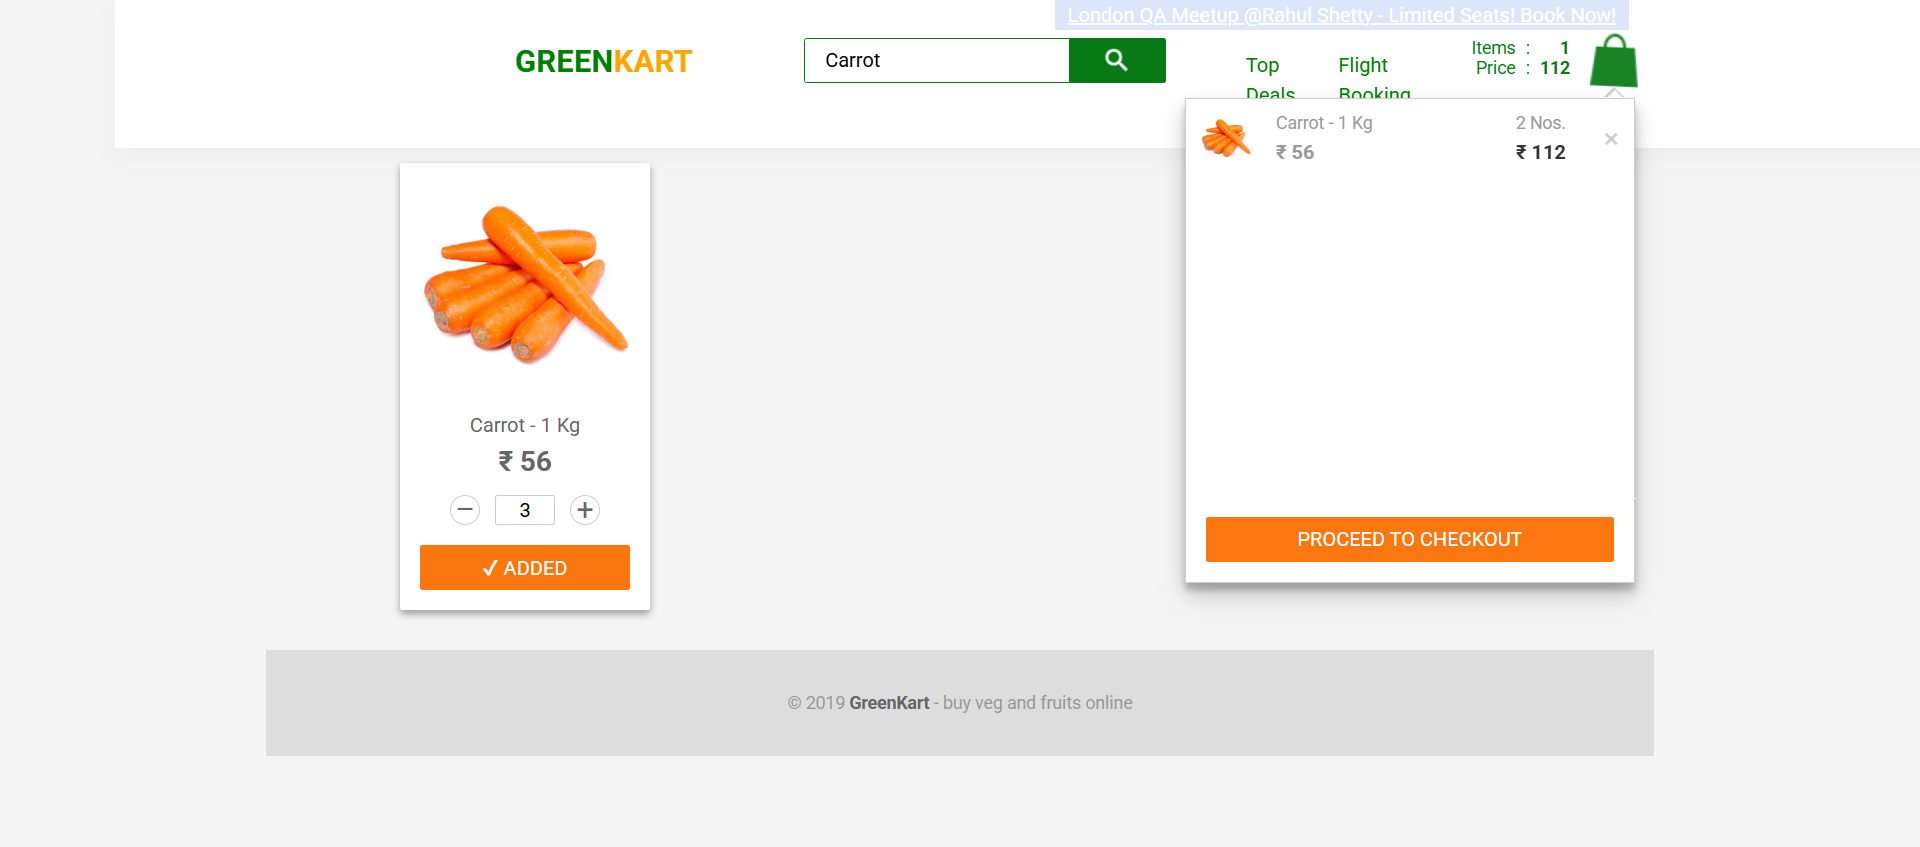 London QA Meetup @Rahul Shetty - Limited Seats! Book Now!
GREENKART
Carrot
Top Deals
Flight Booking
Items : 1
Price : 112
Carrot - 1 Kg
₹ 56
2 Nos.
₹ 112
×
PROCEED TO CHECKOUT
Carrot - 1 Kg
₹ 56
− 3 +
✓ ADDED
© 2019 GreenKart - buy veg and fruits online